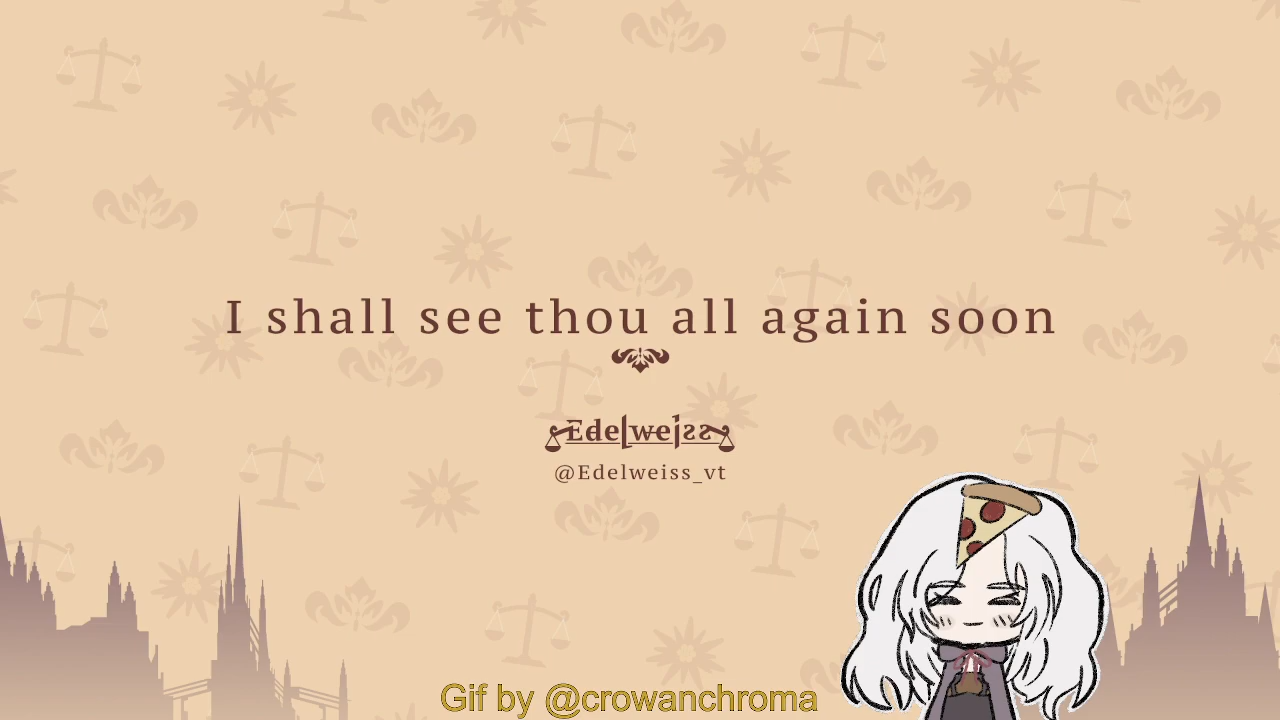 I shall see thou all again soon
Edelweiss
@Edelweiss_vt
Gif by @crowanchroma